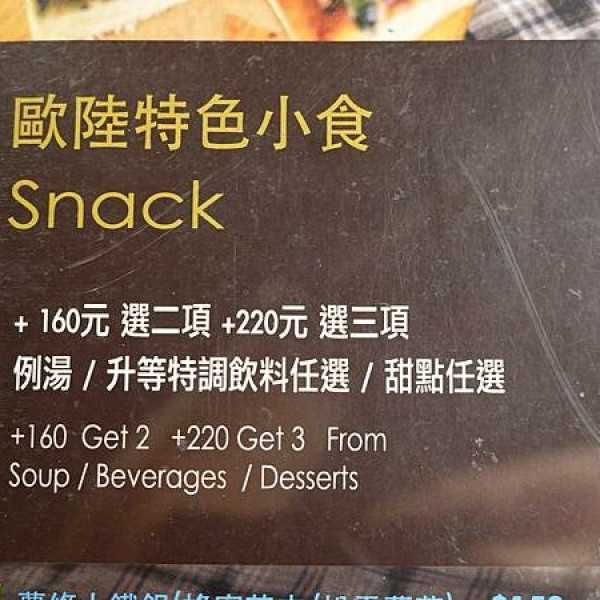 歐陸特色小食
Snack
+ 160元 選二項 +220元 選三項
例湯 / 升等特調飲料任選 / 甜點任選
+160 Get 2 +220 Get 3 From
Soup / Beverages / Desserts